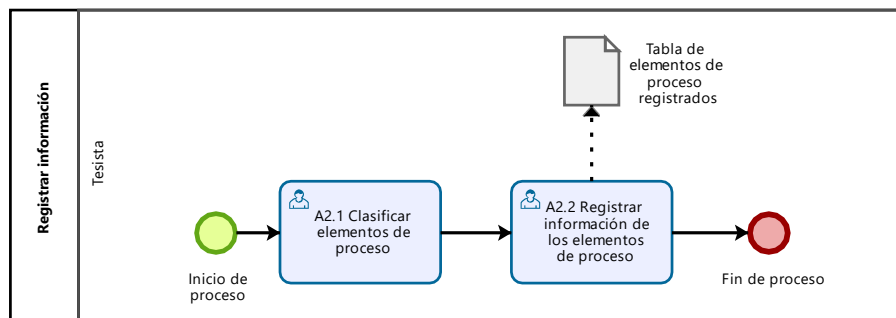 Registrar información
Tesista
Tabla de
elementos de
proceso
registrados
A2.1 Clasificar
elementos de
proceso
A2.2 Registrar
información de
los elementos
de proceso
Inicio de
proceso
Fin de proceso